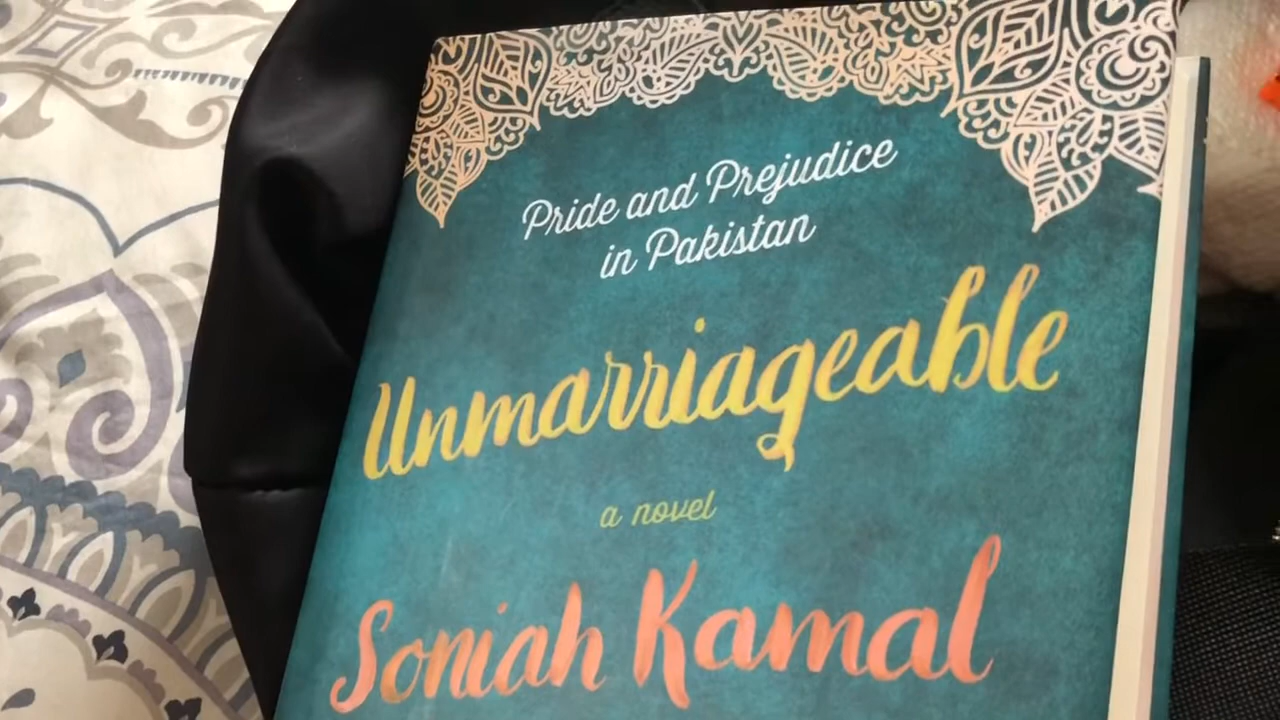 Pride and Prejudice
in Pakistan
Unmarriageable
a novel
Soniah Kamal